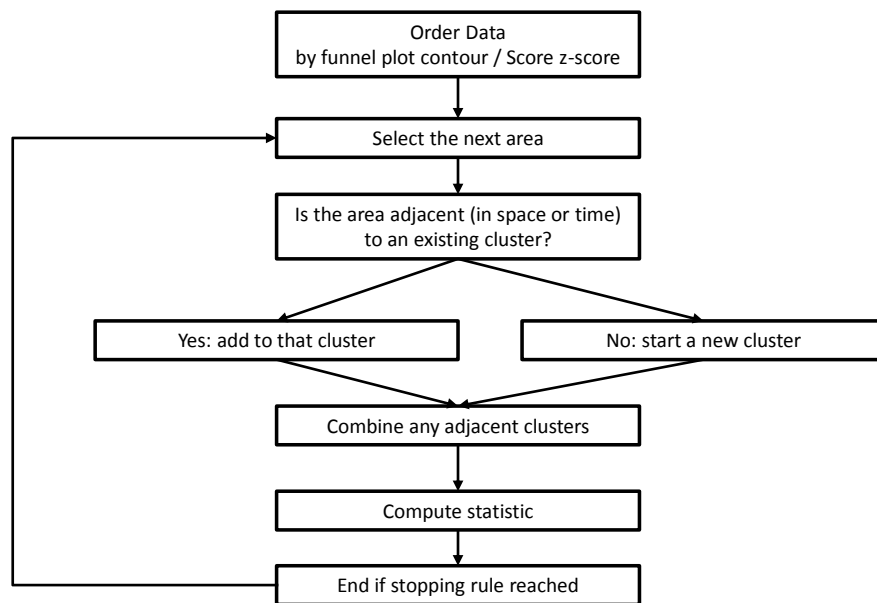 Order Data
by funnel plot contour / Score z-score
Select the next area
Is the area adjacent (in space or time)
to an existing cluster?
Yes: add to that cluster
No: start a new cluster
Combine any adjacent clusters
Compute statistic
End if stopping rule reached